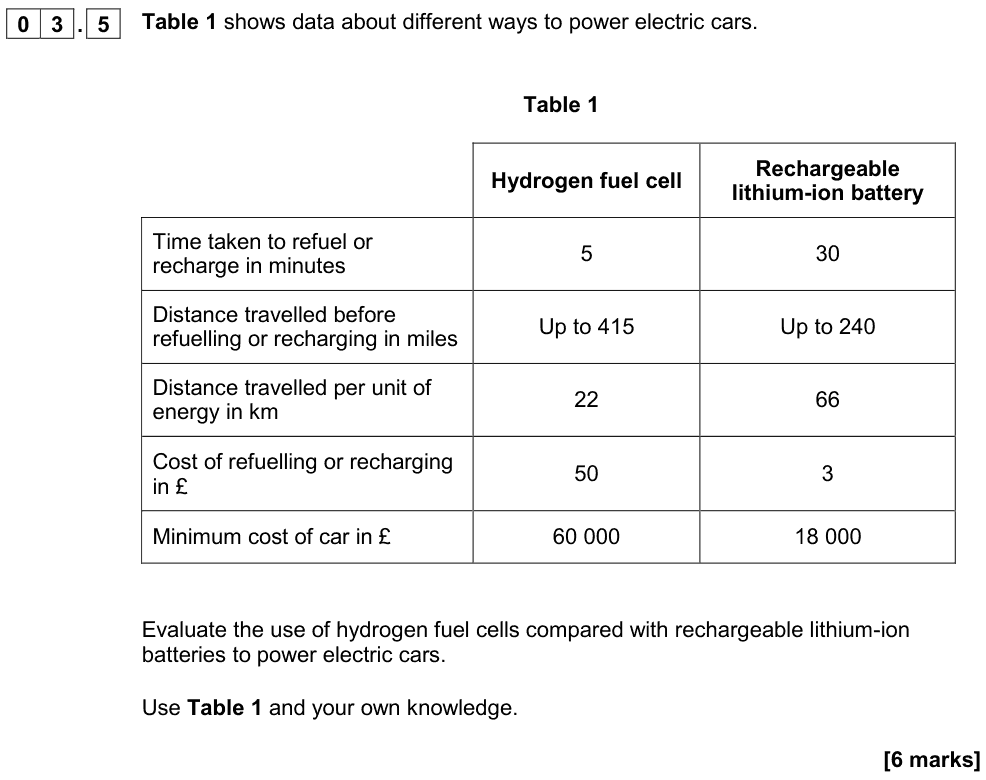 0 3 . 5 Table 1 shows data about different ways to power electric cars.
Table 1
Hydrogen fuel cell
Rechargeable
lithium-ion battery
Time taken to refuel or
recharge in minutes
5
30
Distance travelled before
refuelling or recharging in miles
Up to 415
Up to 240
Distance travelled per unit of
energy in km
22
66
Cost of refuelling or recharging
in £
50
3
Minimum cost of car in £
60 000
18 000
Evaluate the use of hydrogen fuel cells compared with rechargeable lithium-ion
batteries to power electric cars.
Use Table 1 and your own knowledge.
[6 marks]